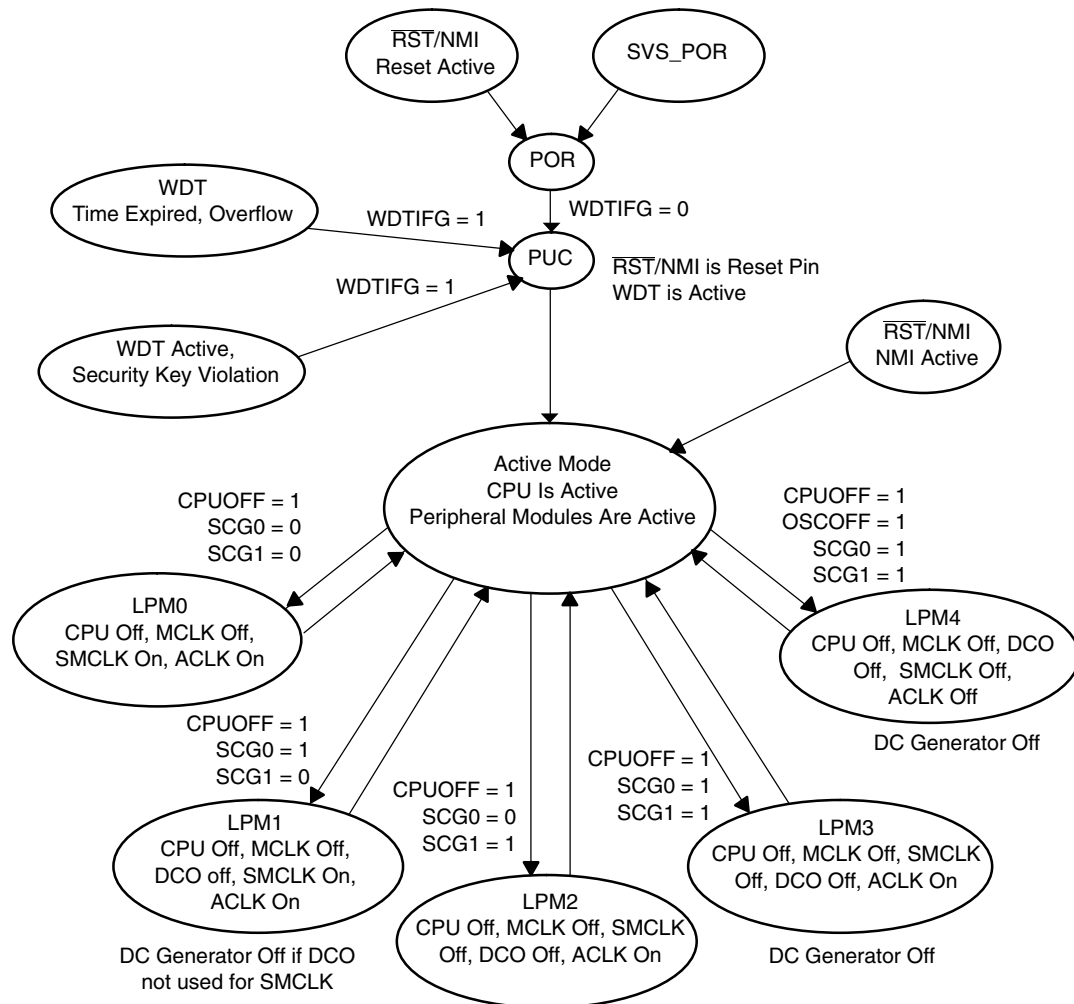 R̅S̅T̅/NMI
Reset Active
SVS_POR
POR
WDT
Time Expired, Overflow
WDTIFG = 1
WDTIFG = 0
PUC
R̅S̅T̅/NMI is Reset Pin
WDT is Active
WDTIFG = 1
WDT Active,
Security Key Violation
R̅S̅T̅/NMI
NMI Active
Active Mode
CPU Is Active
Peripheral Modules Are Active
CPUOFF = 1
SCG0 = 0
SCG1 = 0
CPUOFF = 1
OSCOFF = 1
SCG0 = 1
SCG1 = 1
LPM0
CPU Off, MCLK Off,
SMCLK On, ACLK On
LPM4
CPU Off, MCLK Off, DCO
Off, SMCLK Off,
ACLK Off
DC Generator Off
CPUOFF = 1
SCG0 = 1
SCG1 = 0
CPUOFF = 1
SCG0 = 0
SCG1 = 1
CPUOFF = 1
SCG0 = 1
SCG1 = 1
LPM1
CPU Off, MCLK Off,
DCO off, SMCLK On,
ACLK On
DC Generator Off if DCO
not used for SMCLK
LPM2
CPU Off, MCLK Off, SMCLK
Off, DCO Off, ACLK On
LPM3
CPU Off, MCLK Off, SMCLK
Off, DCO Off, ACLK On
DC Generator Off